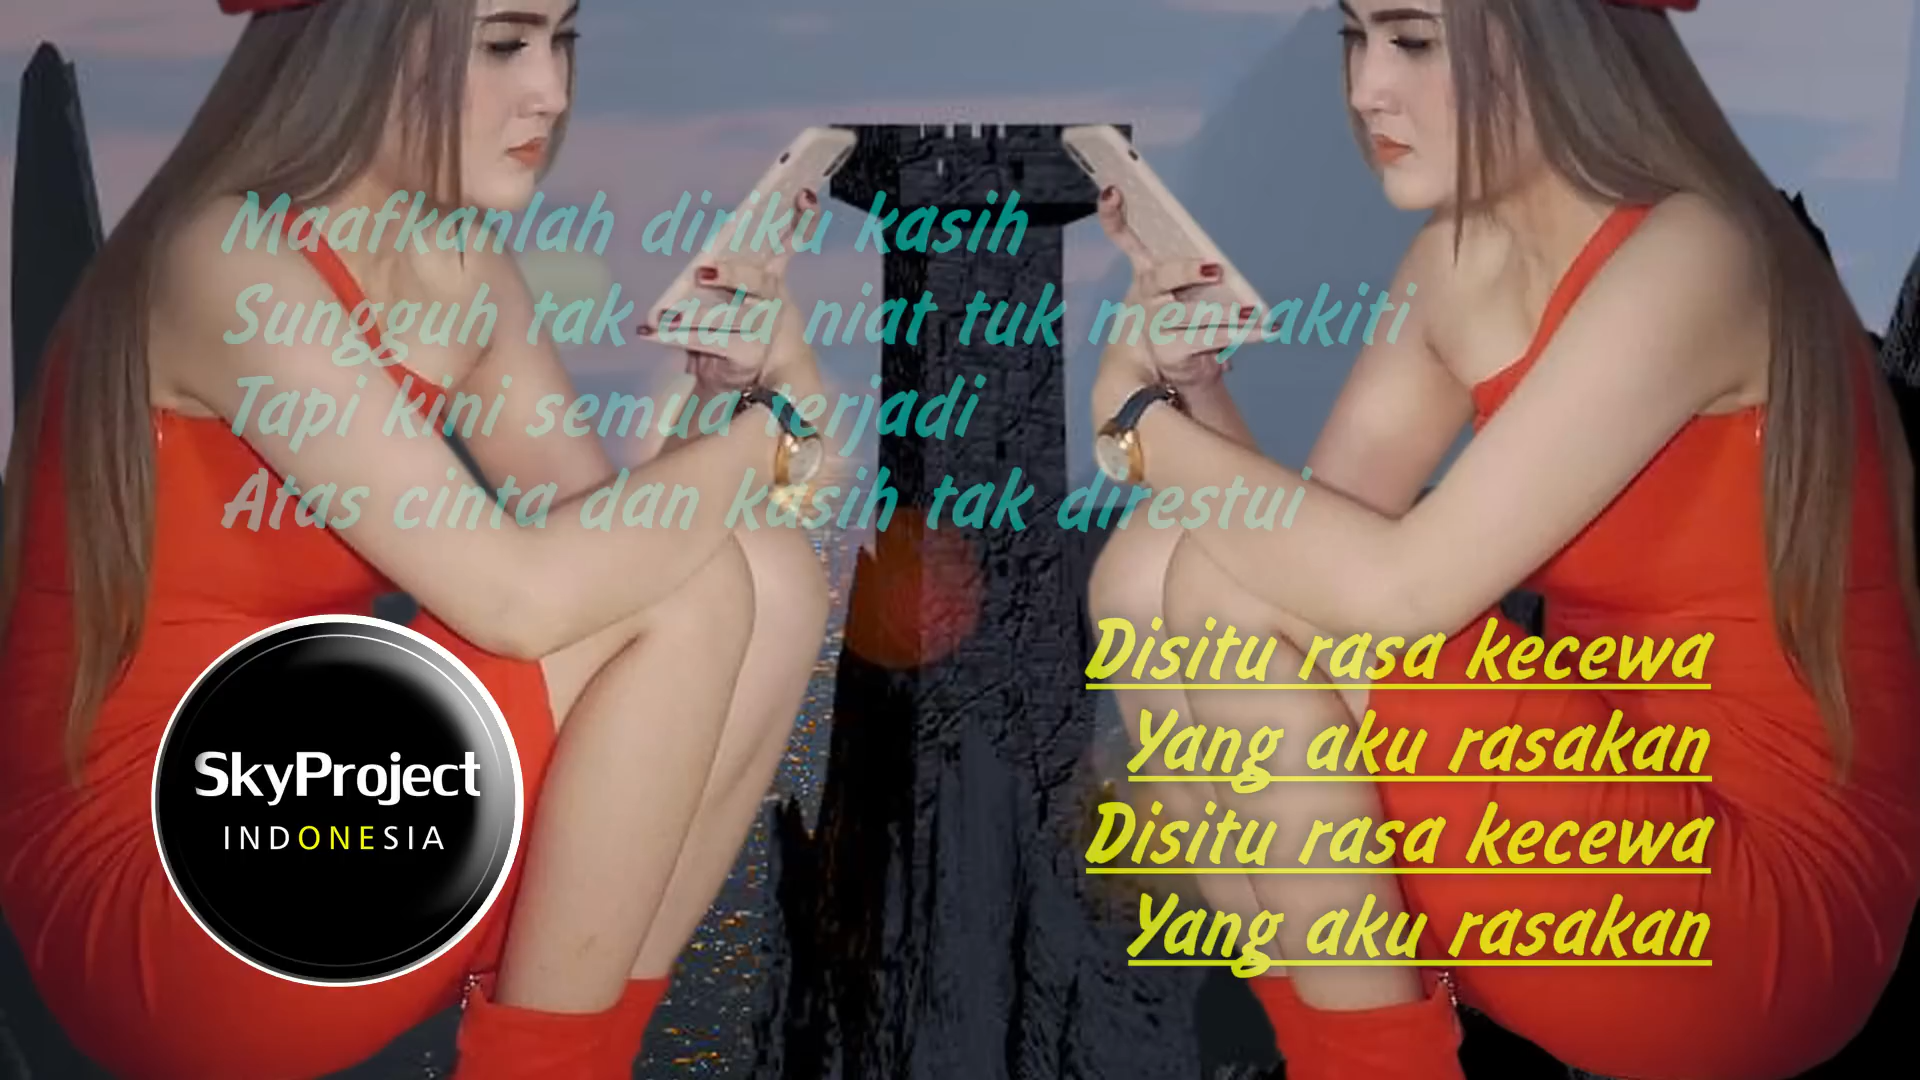 Maafkanlah diriku kasih
Sungguh tak ada niat tuk menyakiti
Tapi kini semua terjadi
Atas cinta dan kasih tak direstui
SkyProject
INDONESIA
Disitu rasa kecewa
Yang aku rasakan
Disitu rasa kecewa
Yang aku rasakan